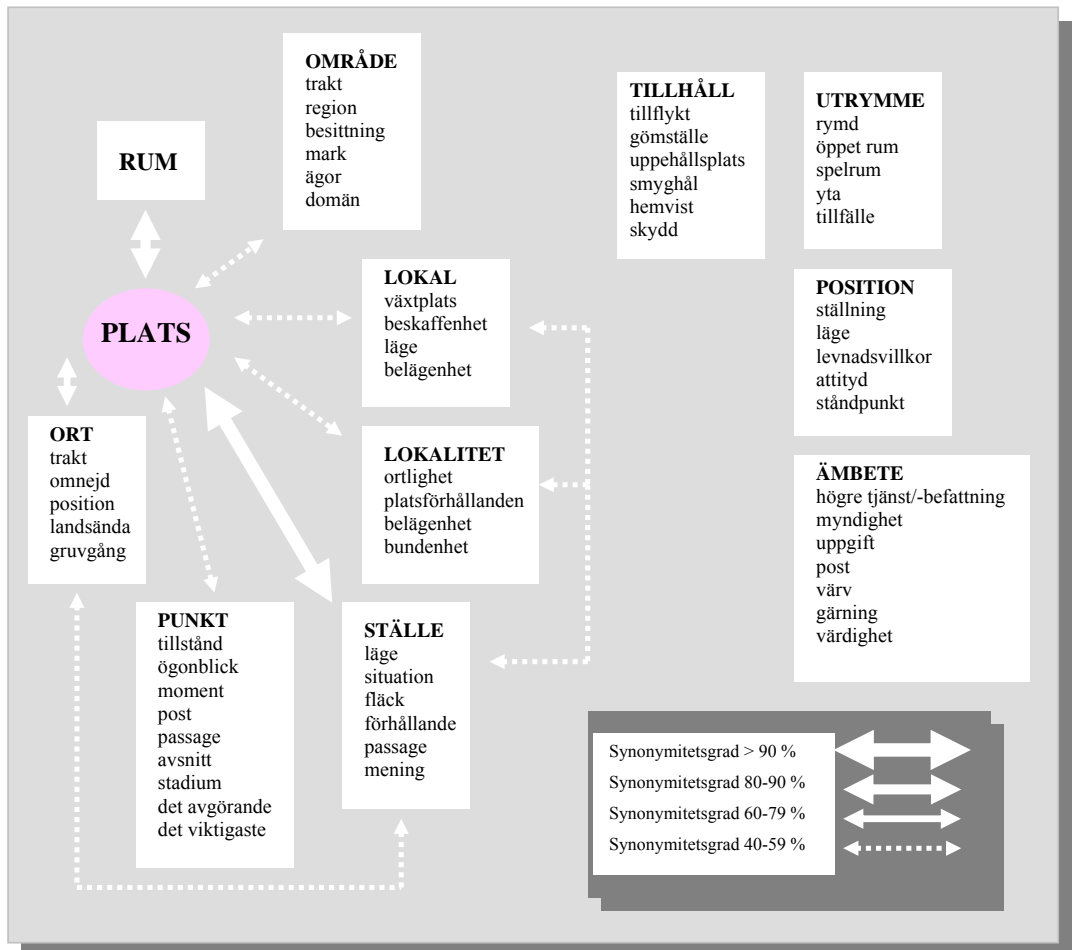 RUM
PLATS
OMRÅDE
trakt
region
besittning
mark
ägor
domän
LOKAL
växtplats
beskaffenhet
läge
belägenhet
LOKALITET
ortlighet
platsförhållanden
belägenhet
bundenhet
ORT
trakt
omnejd
position
landsända
gruvgång
PUNKT
tillstånd
ögonblick
moment
post
passage
avsnitt
stadium
det avgörande
det viktigaste
STÄLLE
läge
situation
fläck
förhållande
passage
mening
TILLHÅLL
tillflykt
gömställe
uppehållsplats
smyghål
hemvist
skydd
UTRYMME
rymd
öppet rum
spelrum
yta
tillfälle
POSITION
ställning
läge
levnadsvillkor
attityd
ståndpunkt
ÄMBETE
högre tjänst/-befattning
myndighet
uppgift
post
värv
gärning
värdighet
Synonymitetsgrad > 90 %
Synonymitetsgrad 80-90 %
Synonymitetsgrad 60-79 %
Synonymitetsgrad 40-59 %